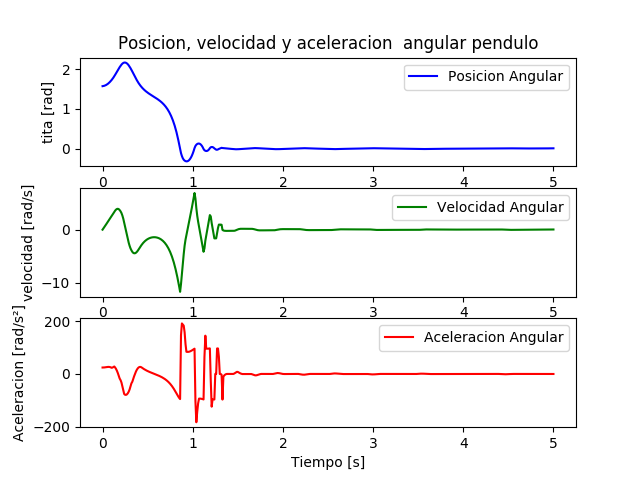 Posicion, velocidad y aceleracion  angular pendulo
tita [rad]
2
1
0
Posicion Angular
0 1 2 3 4 5
velocidad [rad/s]
0
−10
Velocidad Angular
0 1 2 3 4 5
Aceleracion [rad/s²]
200
0
−200
Aceleracion Angular
0 1 2 3 4 5
Tiempo [s]